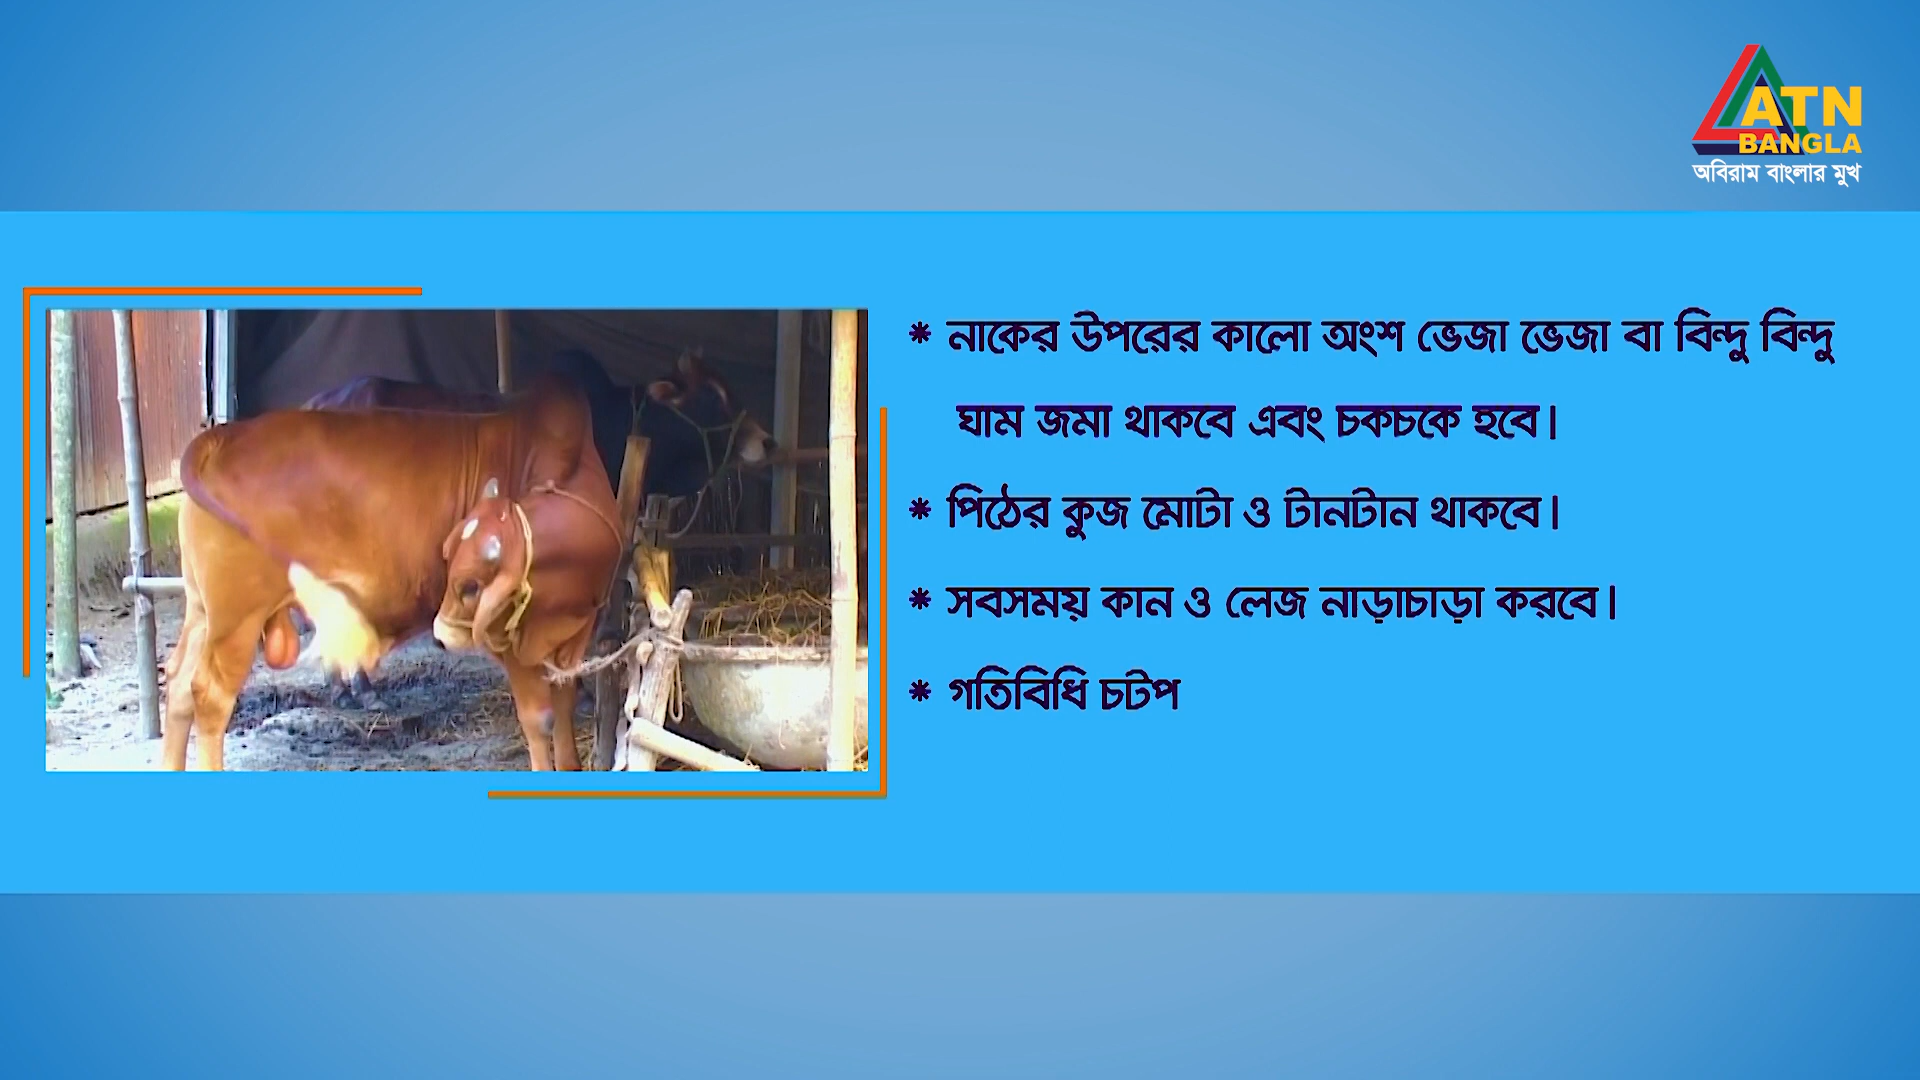 ATN
BANGLA
অবিরাম বাংলার মুখ
* নাকের উপরের কালো অংশ ভেজা ভেজা বা বিন্দু বিন্দু
ঘাম জমা থাকবে এবং চকচকে হবে।
* পিঠের কুজ মোটা ও টানটান থাকবে।
* সবসময় কান ও লেজ নাড়াচাড়া করবে।
* গতিবিধি চটপ